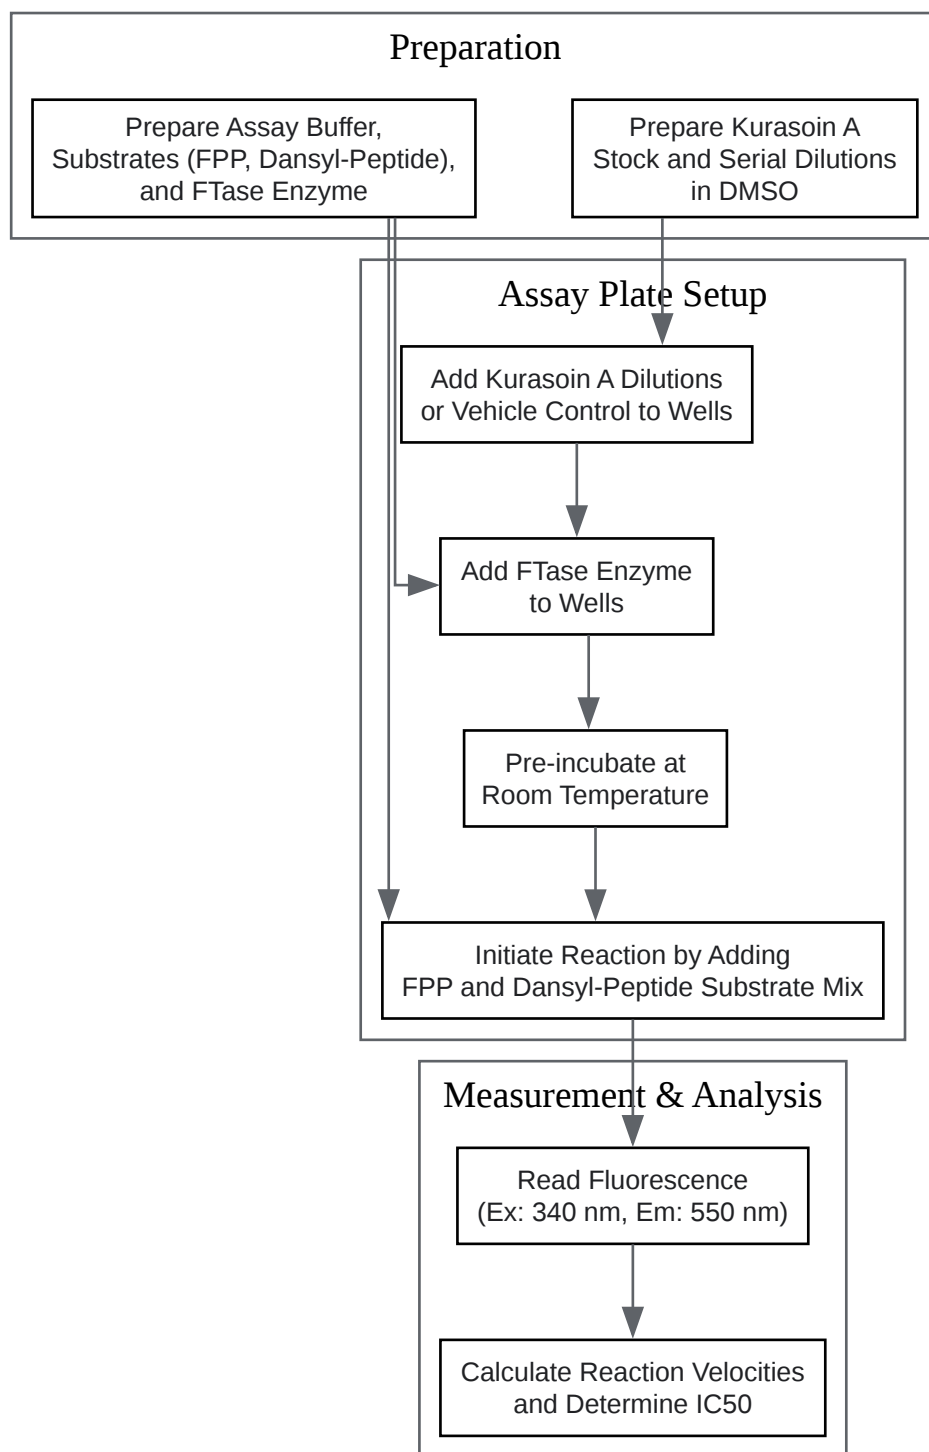 Preparation
Prepare Assay Buffer,
Substrates (FPP, Dansyl-Peptide),
and FTase Enzyme
Prepare Kurasoin A
Stock and Serial Dilutions
in DMSO
Assay Plate Setup
Add Kurasoin A Dilutions
or Vehicle Control to Wells
Add FTase Enzyme
to Wells
Pre-incubate at
Room Temperature
Initiate Reaction by Adding
FPP and Dansyl-Peptide Substrate Mix
Measurement & Analysis
Read Fluorescence
(Ex: 340 nm, Em: 550 nm)
Calculate Reaction Velocities
and Determine IC50